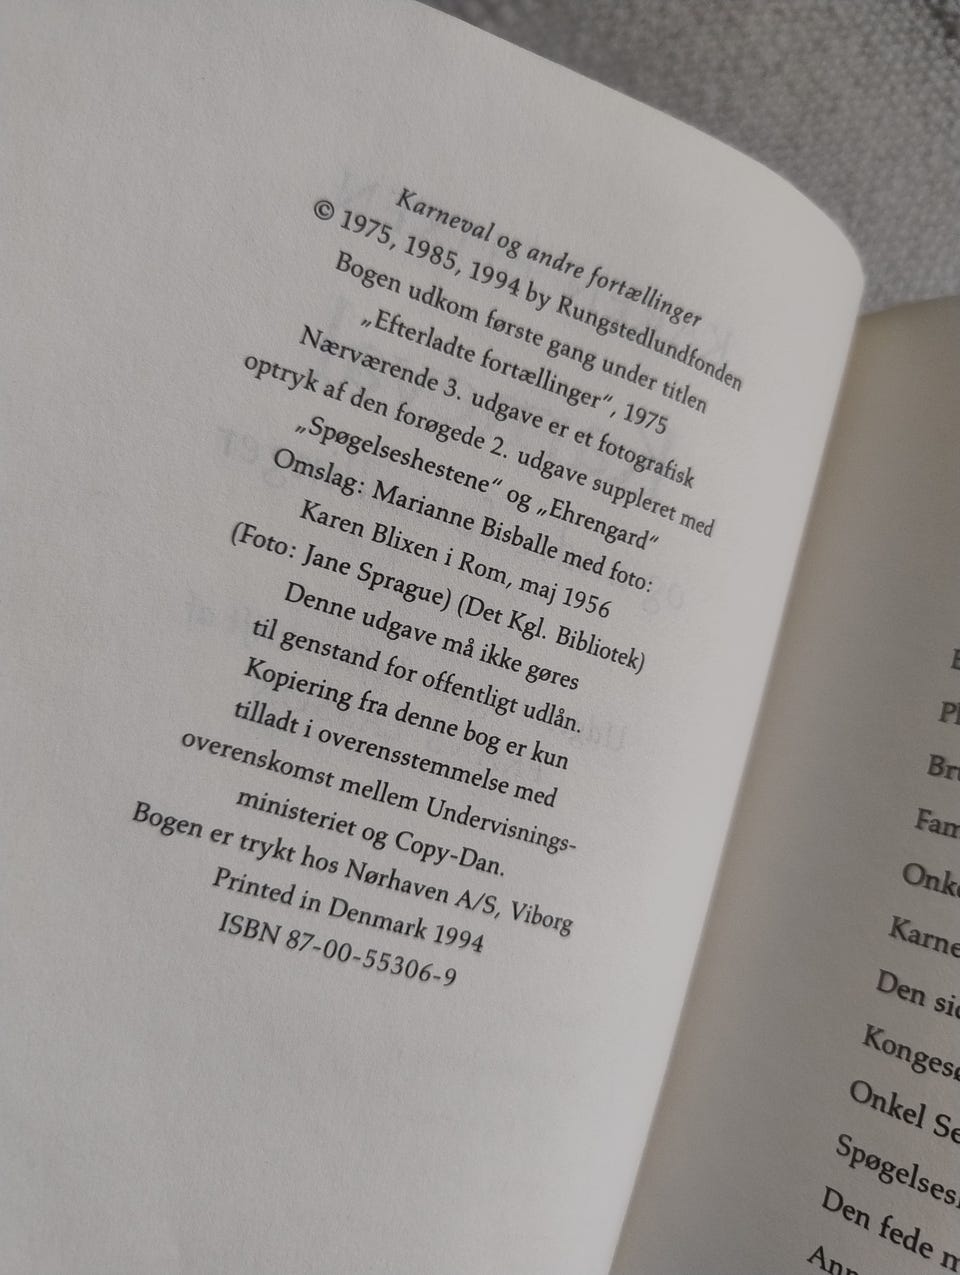 Karneval og andre fortællinger
© 1975, 1985, 1994 by Rungstedlundfonden
Bogen udkom første gang under titlen
„Efterladte fortællinger“, 1975
Nærværende 3. udgave er et fotografisk
optryk af den forøgede 2. udgave suppleret med
„Spøgelseshestene“ og „Ehrengard“
Omslag: Marianne Bisballe med foto:
Karen Blixen i Rom, maj 1956
(Foto: Jane Sprague) (Det Kgl. Bibliotek)
Denne udgave må ikke gøres
til genstand for offentligt udlån.
Kopiering fra denne bog er kun
tilladt i overensstemmelse med
overenskomst mellem Undervisnings-
ministeriet og Copy-Dan.
Bogen er trykt hos Nørhaven A/S, Viborg
Printed in Denmark 1994
ISBN 87-00-55306-9
Onkel Se
Den fede m